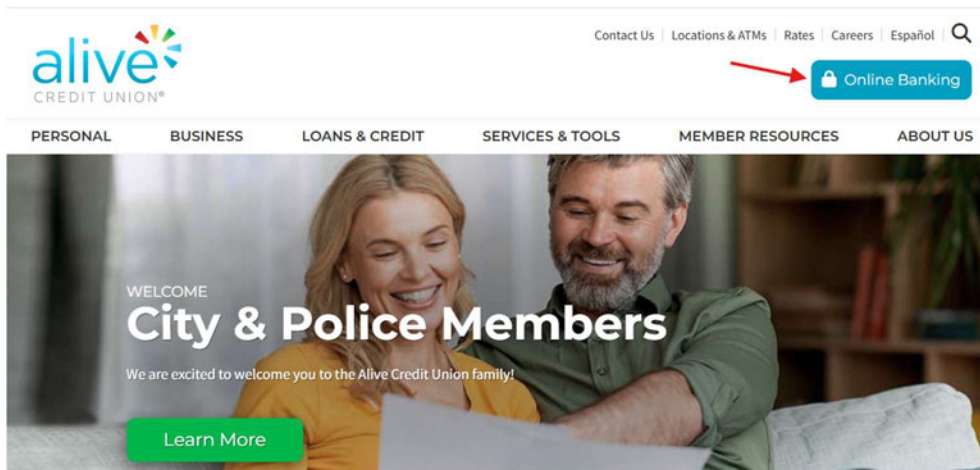 alive
CREDIT UNION®
Contact Us
Locations & ATMs
Rates
Careers
Español
Online Banking
PERSONAL
BUSINESS
LOANS & CREDIT
SERVICES & TOOLS
MEMBER RESOURCES
ABOUT US
WELCOME
City & Police Members
We are excited to welcome you to the Alive Credit Union family!
Learn More